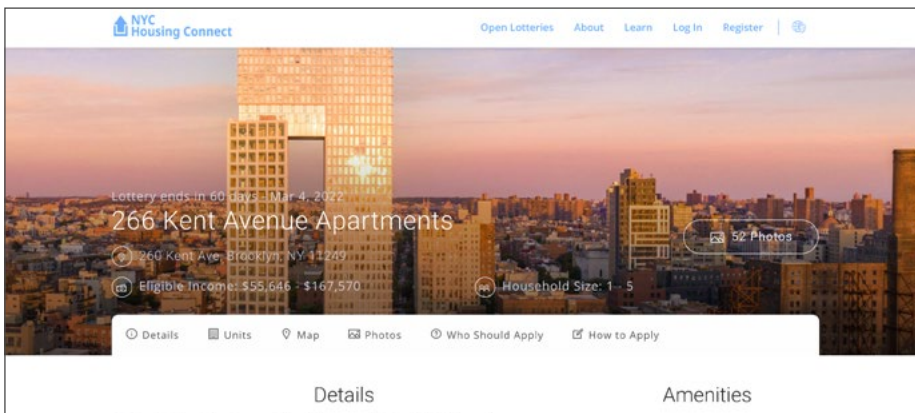 NYC
Housing Connect
Open Lotteries About Learn Log In Register
Lottery ends in 60 days - Mar 4, 2022
266 Kent Avenue Apartments
52 Photos
260 Kent Ave, Brooklyn, NY 11249
Eligible Income: $55,646 - $167,570 Household Size: 1 - 5
Details Units Map Photos Who Should Apply How to Apply
Details Amenities